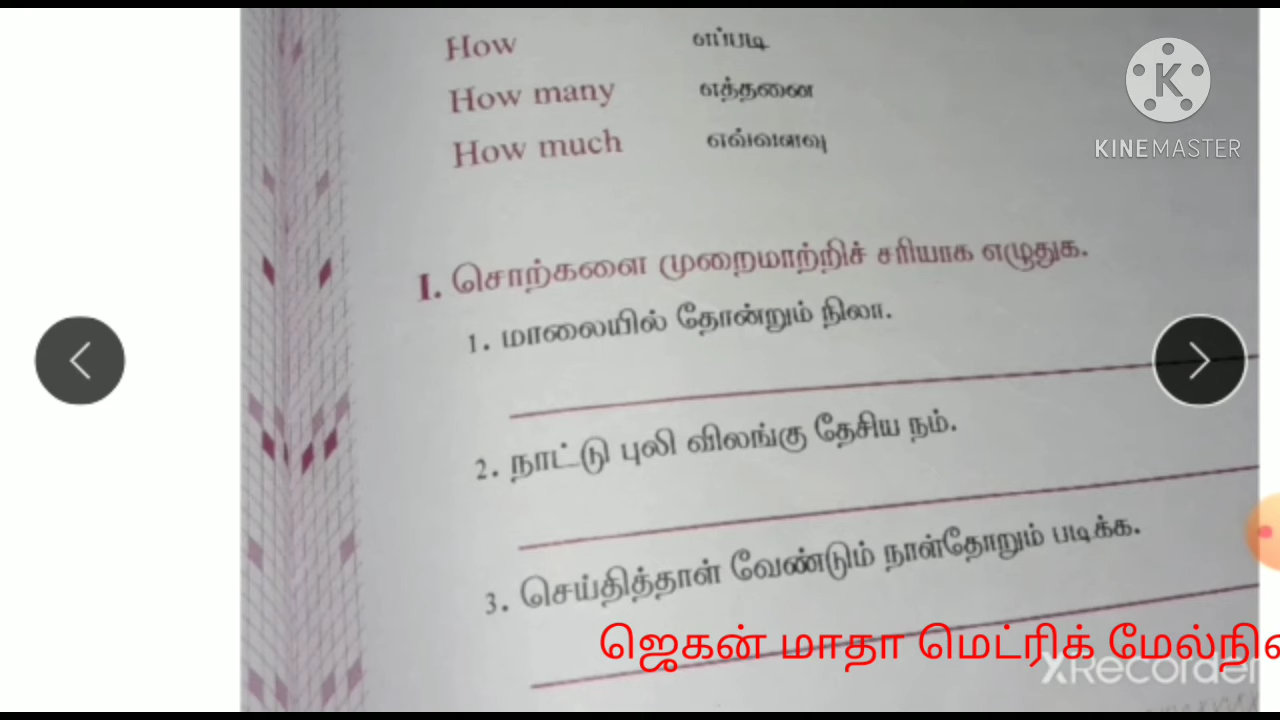 How எப்படி
How many எத்தனை
How much எவ்வளவு
KINEMASTER
I. சொற்களை முறைமாற்றிச் சரியாக எழுதுக.
1. மாலையில் தோன்றும் நிலா.
2. நாட்டு புலி விலங்கு தேசிய நம்.
3. செய்தித்தாள் வேண்டும் நாள்தோறும் படிக்க.
ஜெகன் மாதா மெட்ரிக்
XRecorder